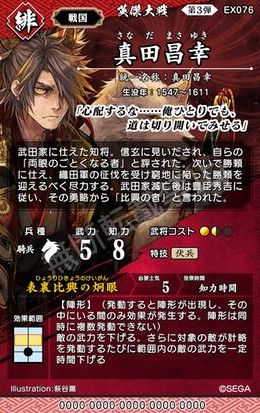 緋
戦国
英傑大戦
第3弾
EX076
さなだ まさゆき
真田昌幸
統一名称：真田昌幸
生没年：1547～1611
「心配するな……俺ひとりでも、
道は切り開いてみせる」
武田家に仕えた知将。信玄に見いだされ、自らの
「両眼のごとくなる者」と評された。次いで勝頼
に仕え、織田軍の征伐を受け窮地に陥った勝頼を
迎えるべく尽力する。武田家滅亡後は豊臣秀吉に
従い、その勇略から「比興の者」と言われた。
兵種 武力 知力 武将コスト
騎兵 5 8 特技 伏兵
ひょうりひきょうのけいがん
表裏比興の炯眼
必要士気 5
効果時間 知力時間
効果範囲
【陣形】（発動すると陣形が出現し、その
中にいる間のみ効果が発生する。陣形は同
時に複数発動できない）
敵の武力を下げる。さらに対象の敵が計略
を発動するたびに範囲内の敵の武力を一定
時間下げる
Illustration:萩谷薫
©SEGA
0000-0000-0000-0000-0000